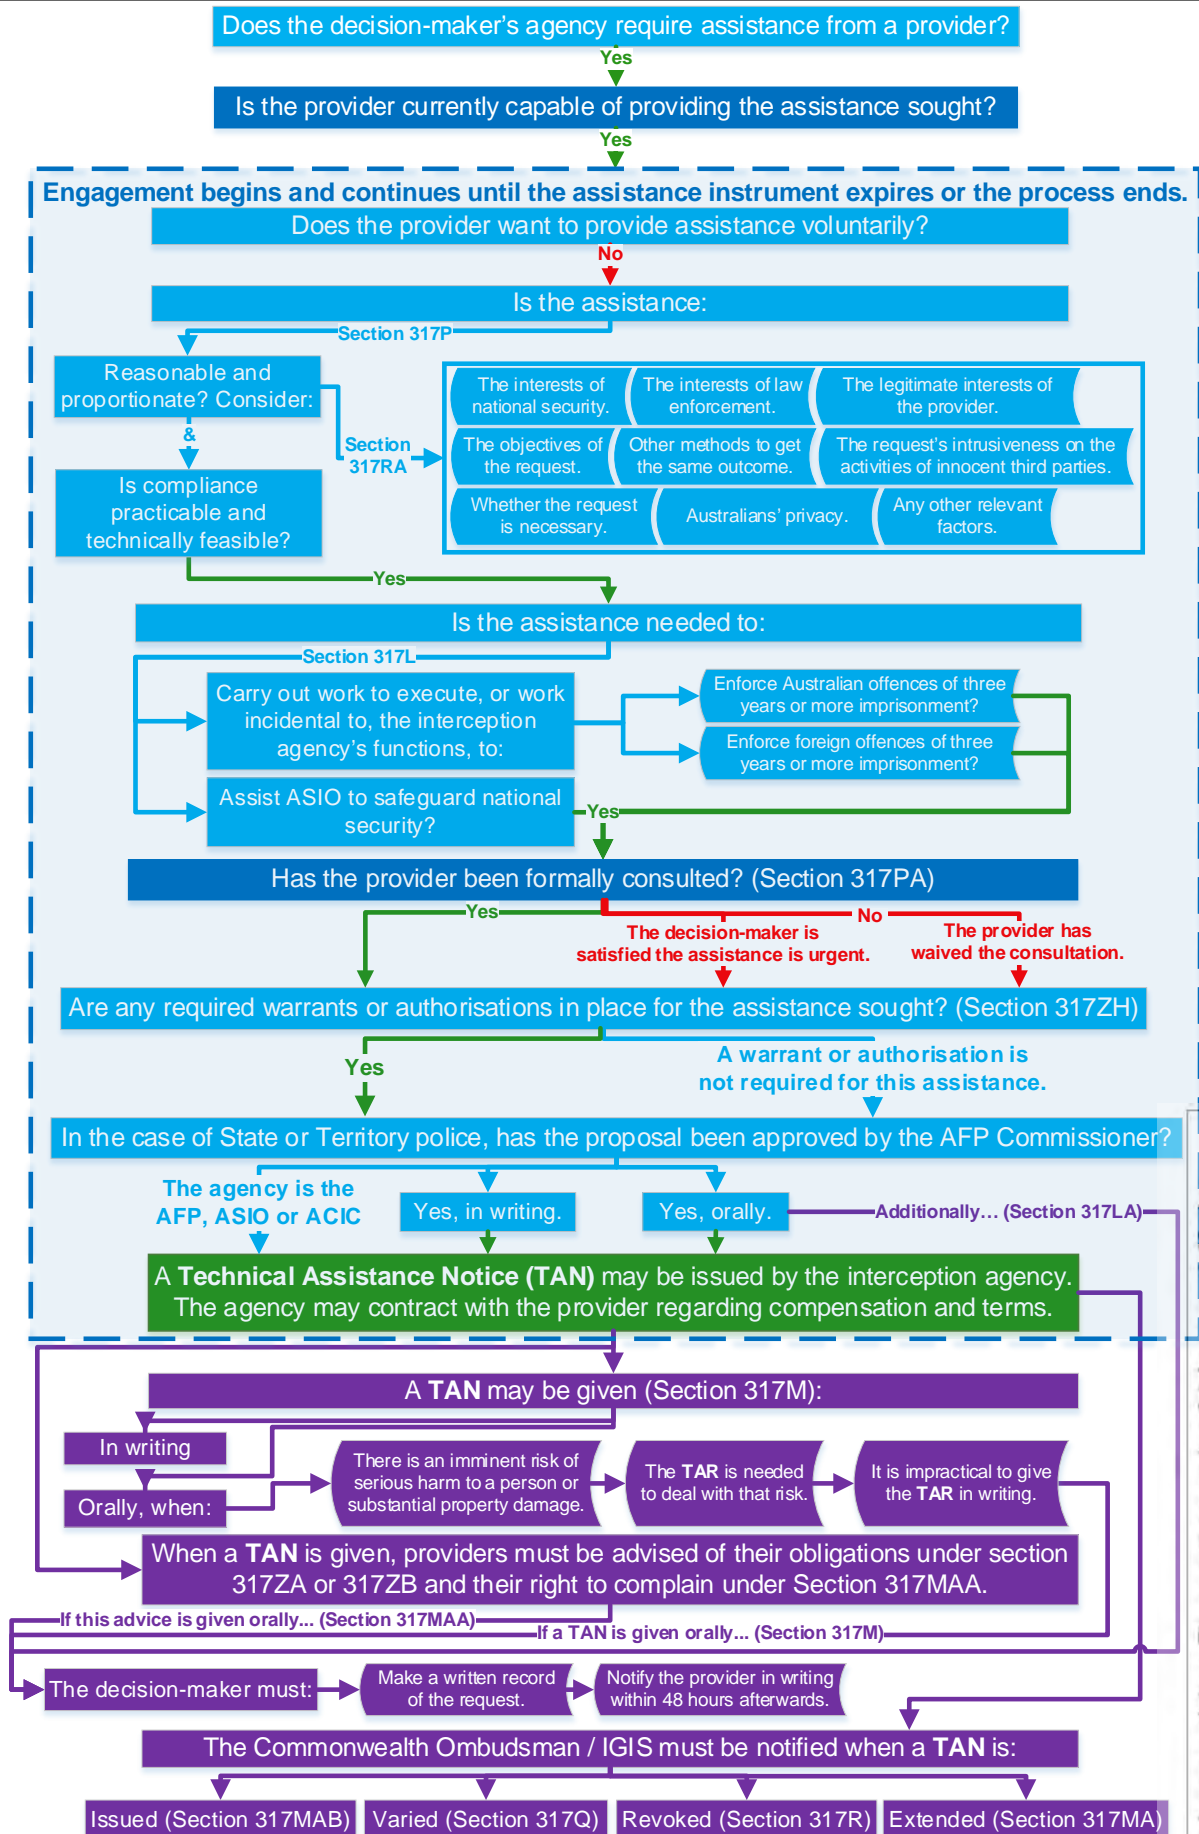 Does the decision-maker's agency require assistance from a provider?
Yes
Is the provider currently capable of providing the assistance sought?
Yes
Engagement begins and continues until the assistance instrument expires or the process ends.
Does the provider want to provide assistance voluntarily?
No
Is the assistance:
Section 317P
Reasonable and
proportionate? Consider:
&
Is compliance
practicable and
technically feasible?
Section
317RA
The interests of
national security.
The interests of law
enforcement.
The legitimate interests of
the provider.
The objectives of
the request.
Other methods to get
the same outcome.
The request's intrusiveness on the
activities of innocent third parties.
Whether the request
is necessary.
Australians' privacy.
Any other relevant
factors.
Yes
Is the assistance needed to:
Section 317L
Carry out work to execute, or work
incidental to, the interception
agency's functions, to:
Enforce Australian offences of three
years or more imprisonment?
Enforce foreign offences of three
years or more imprisonment?
Assist ASIO to safeguard national
security?
Yes
Has the provider been formally consulted? (Section 317PA)
Yes
No
The decision-maker is
satisfied the assistance is urgent.
The provider has
waived the consultation.
Are any required warrants or authorisations in place for the assistance sought? (Section 317ZH)
Yes
A warrant or authorisation is
not required for this assistance.
In the case of State or Territory police, has the proposal been approved by the AFP Commissioner?
The agency is the
AFP, ASIO or ACIC
Yes, in writing.
Yes, orally.
Additionally... (Section 317LA)
A Technical Assistance Notice (TAN) may be issued by the interception agency.
The agency may contract with the provider regarding compensation and terms.
A TAN may be given (Section 317M):
In writing
Orally, when:
There is an imminent risk of
serious harm to a person or
substantial property damage.
The TAR is needed
to deal with that risk.
It is impractical to give
the TAR in writing.
When a TAN is given, providers must be advised of their obligations under section
317ZA or 317ZB and their right to complain under Section 317MAA.
If this advice is given orally... (Section 317MAA)
If a TAN is given orally... (Section 317M)
The decision-maker must:
Make a written record
of the request.
Notify the provider in writing
within 48 hours afterwards.
The Commonwealth Ombudsman / IGIS must be notified when a TAN is:
Issued (Section 317MAB)
Varied (Section 317Q)
Revoked (Section 317R)
Extended (Section 317MA)